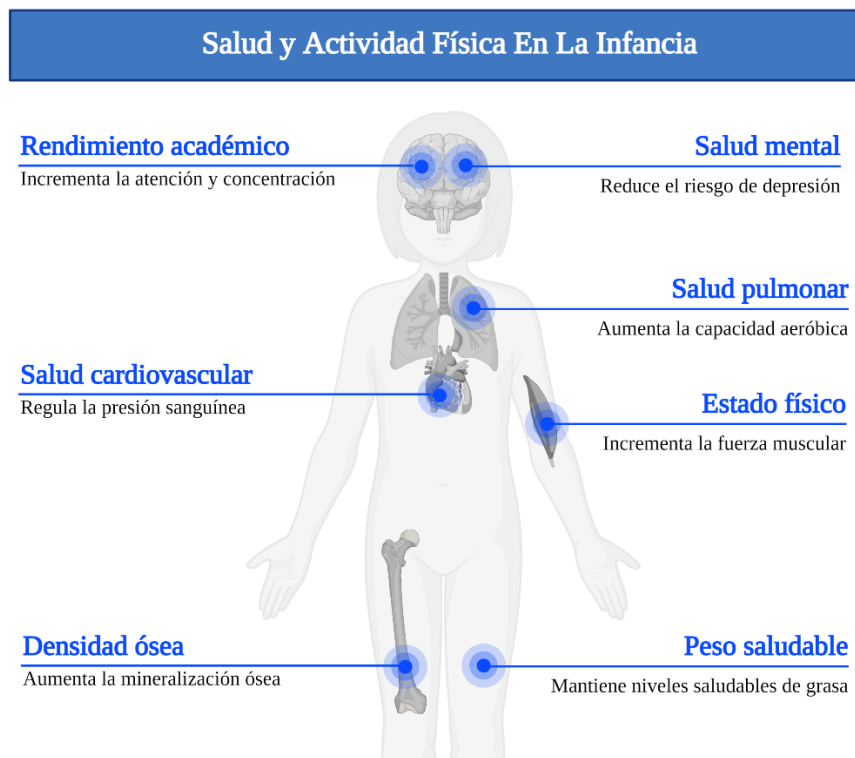 Salud y Actividad Física En La Infancia
Rendimiento académico
Incrementa la atención y concentración
Salud mental
Reduce el riesgo de depresión
Salud pulmonar
Aumenta la capacidad aeróbica
Salud cardiovascular
Regula la presión sanguínea
Estado físico
Incrementa la fuerza muscular
Densidad ósea
Aumenta la mineralización ósea
Peso saludable
Mantiene niveles saludables de grasa